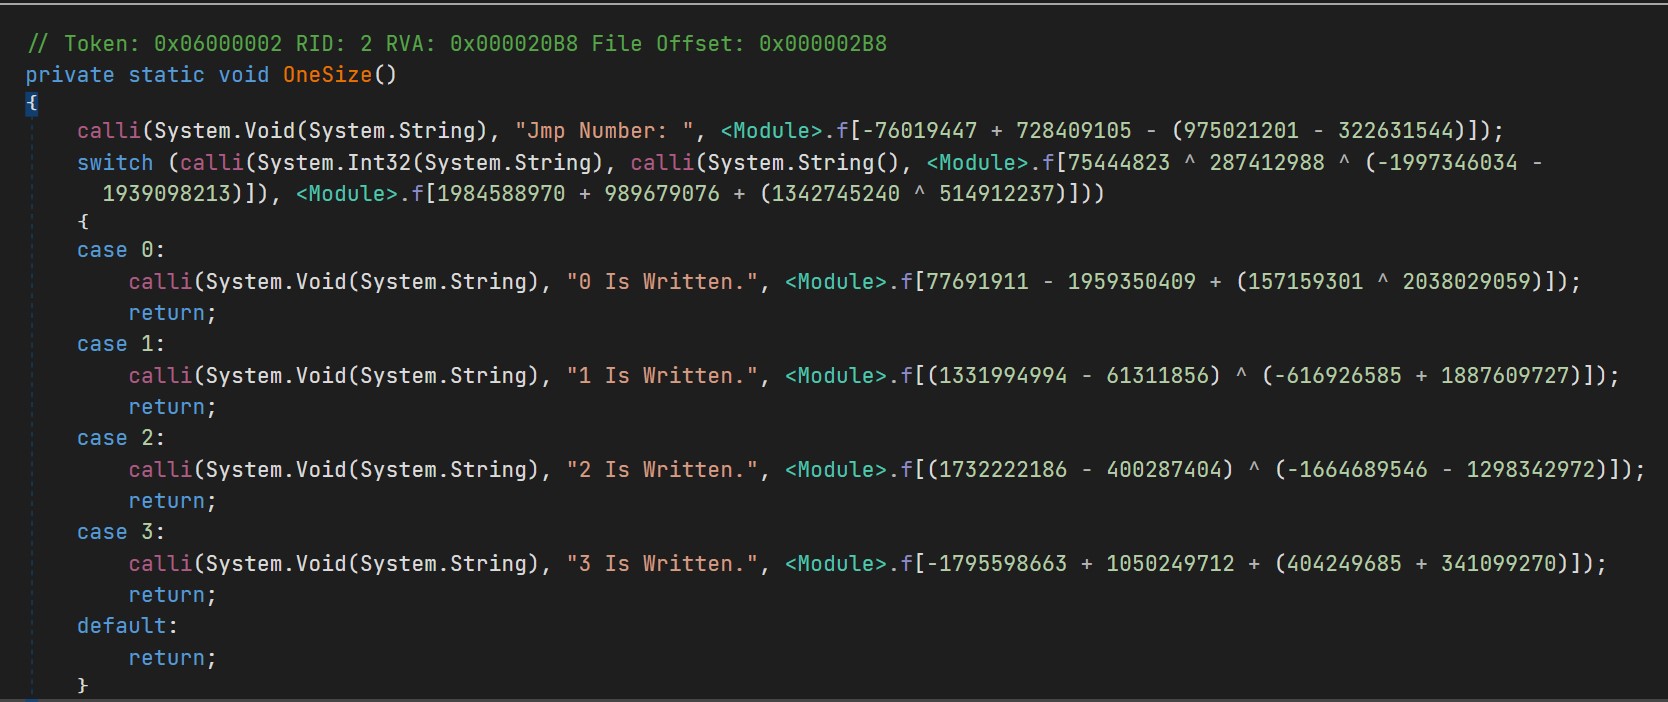 // Token: 0x06000002 RID: 2 RVA: 0x000020B8 File Offset: 0x000002B8
private static void OneSize()
{
calli(System.Void(System.String), "Jmp Number: ", <Module>.f[-76019447 + 728409105 - (975021201 - 322631544)]);
switch (calli(System.Int32(System.String), calli(System.String(), <Module>.f[75444823 ^ 287412988 ^ (-1997346034 -
1939098213)]), <Module>.f[1984588970 + 989679076 + (1342745240 ^ 514912237)]))
{
case 0:
calli(System.Void(System.String), "0 Is Written.", <Module>.f[77691911 - 1959350409 + (157159301 ^ 2038029059)]);
return;
case 1:
calli(System.Void(System.String), "1 Is Written.", <Module>.f[(1331994994 - 61311856) ^ (-616926585 + 1887609727)]);
return;
case 2:
calli(System.Void(System.String), "2 Is Written.", <Module>.f[(1732222186 - 400287404) ^ (-1664689546 - 1298342972)]);
return;
case 3:
calli(System.Void(System.String), "3 Is Written.", <Module>.f[-1795598663 + 1050249712 + (404249685 + 341099270)]);
return;
default:
return;
}